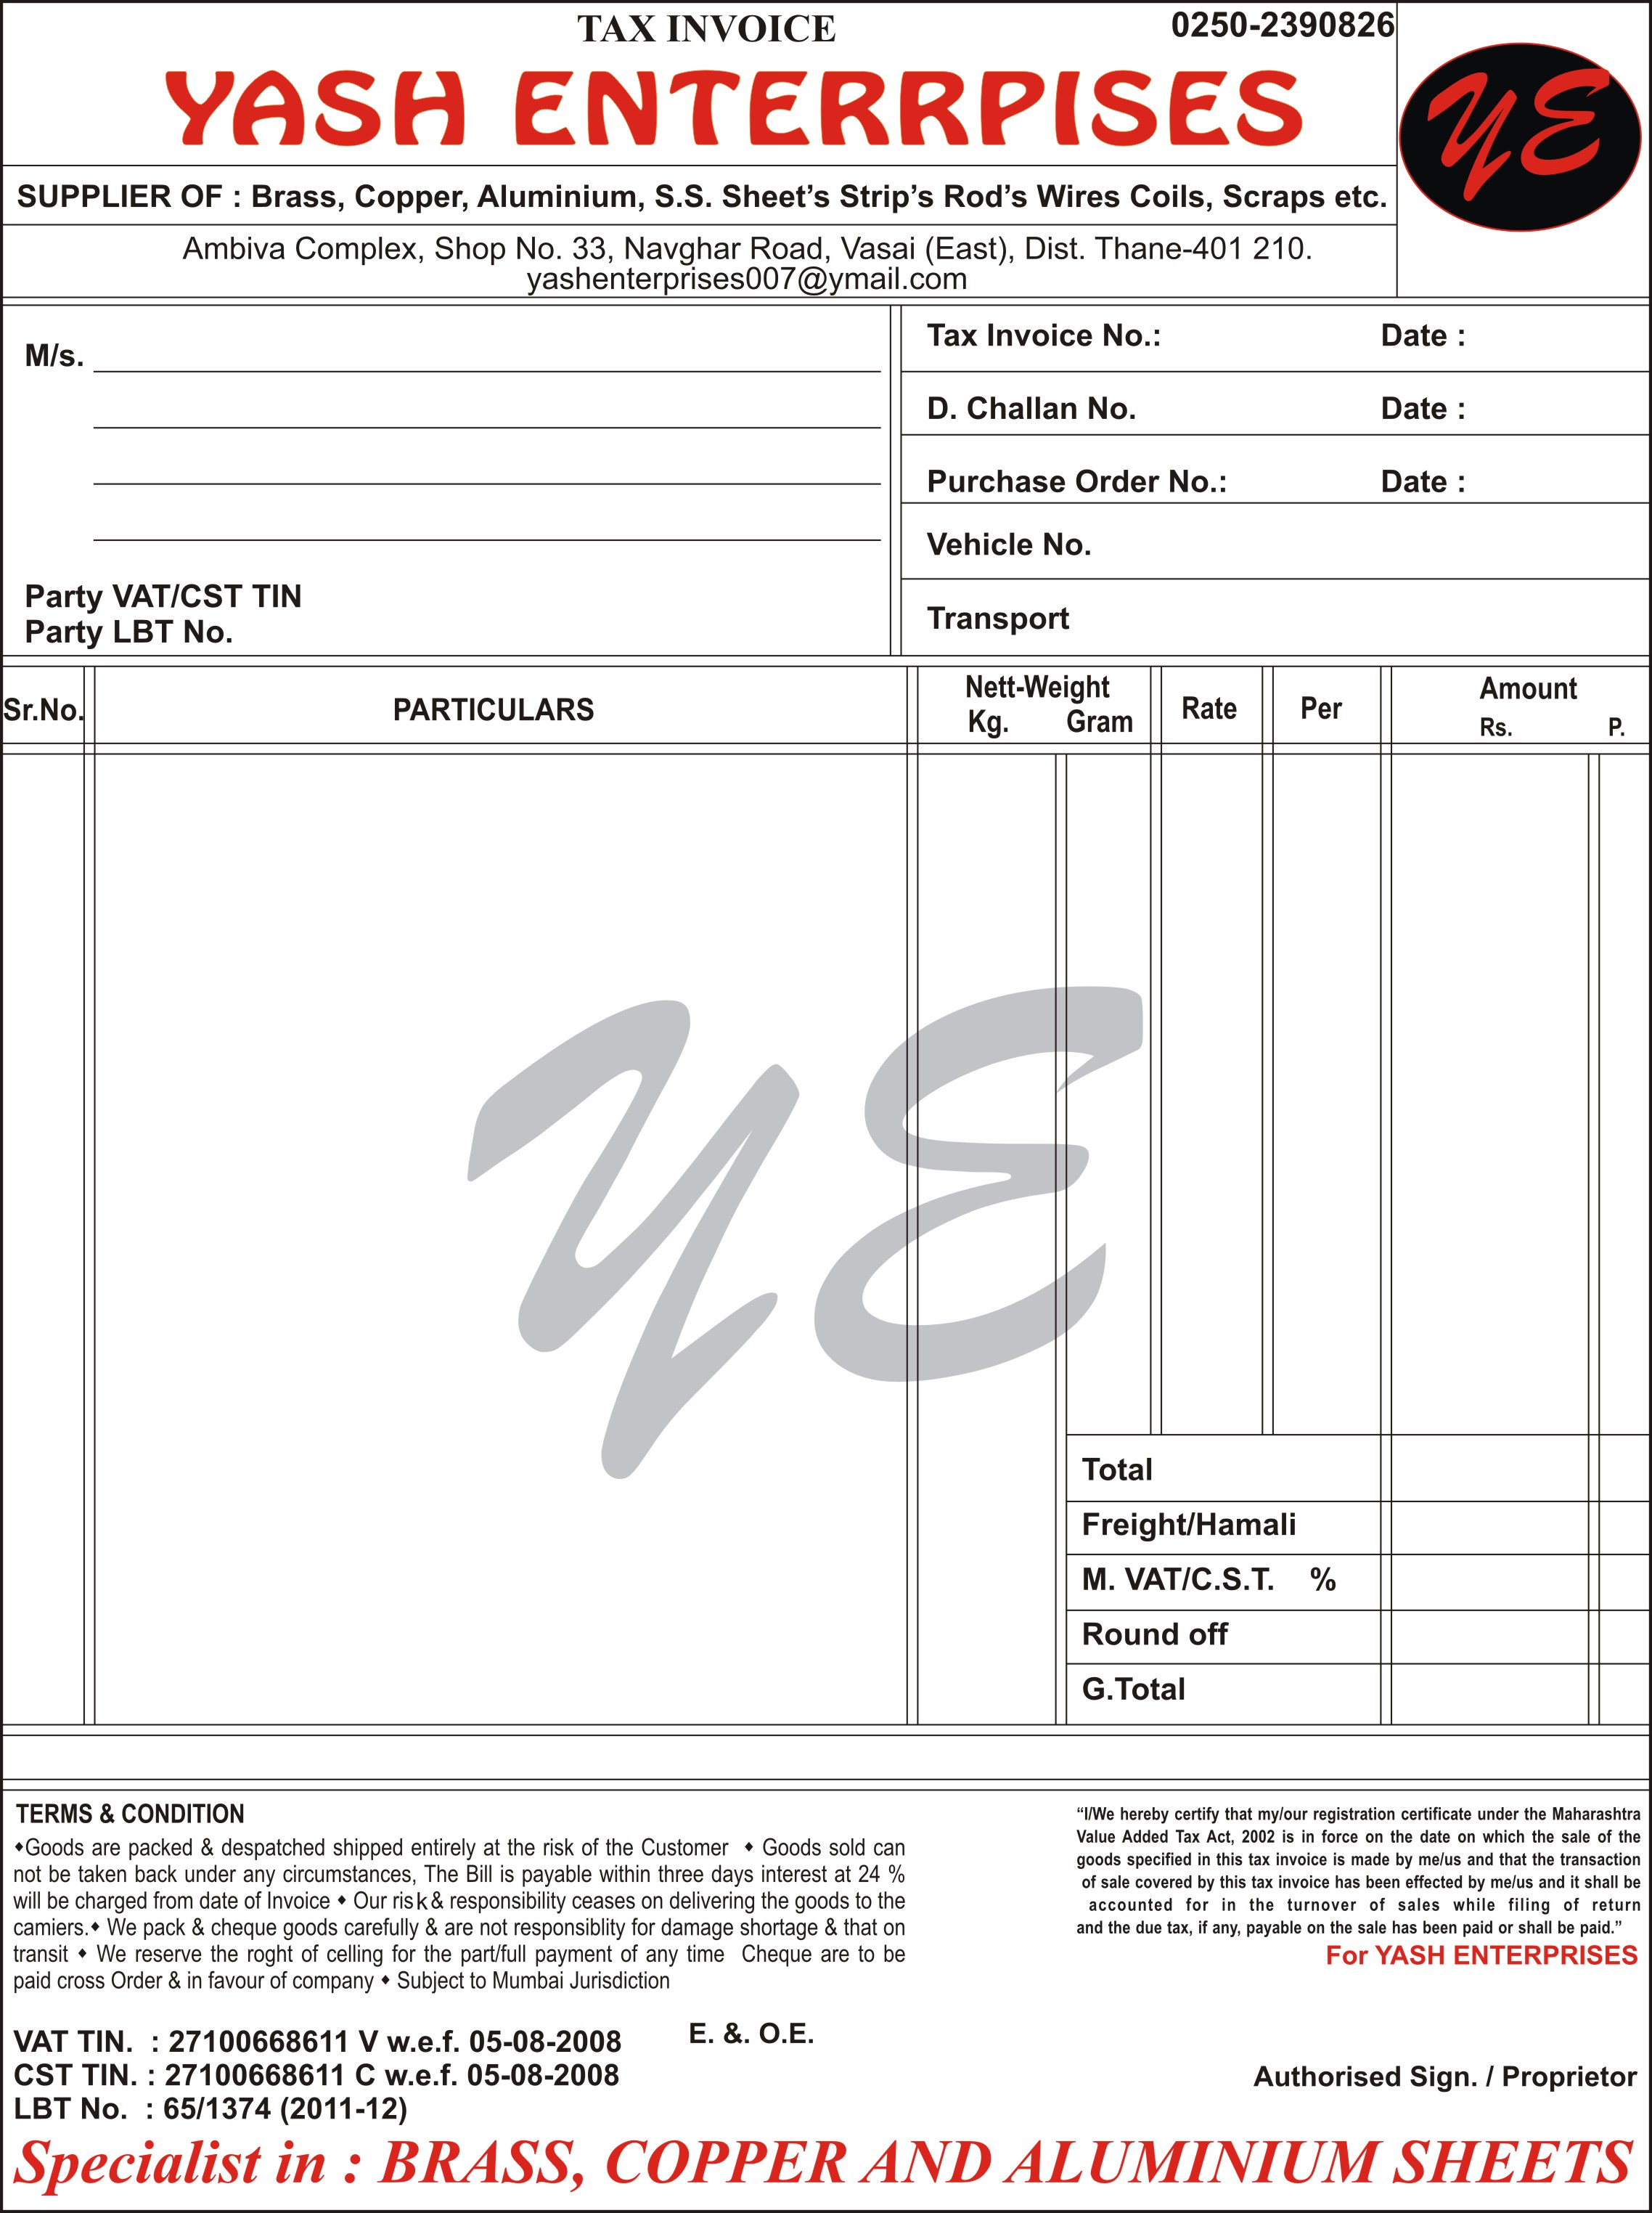 TAX INVOICE 0250-2390826
YASH ENTERRPISES
YE
SUPPLIER OF : Brass, Copper, Aluminium, S.S. Sheet’s Strip’s Rod’s Wires Coils, Scraps etc.
Ambiva Complex, Shop No. 33, Navghar Road, Vasai (East), Dist. Thane-401 210.
yashenterprises007@ymail.com
M/s.
Party VAT/CST TIN
Party LBT No.
Tax Invoice No.: Date :
D. Challan No. Date :
Purchase Order No.: Date :
Vehicle No.
Transport
Sr.No. PARTICULARS Nett-Weight Rate Per Amount
Kg. Gram Rs. P.
YE
Total
Freight/Hamali
M. VAT/C.S.T. %
Round off
G.Total
TERMS & CONDITION
⬥Goods are packed & despatched shipped entirely at the risk of the Customer ⬥ Goods sold can
not be taken back under any circumstances, The Bill is payable within three days interest at 24 %
will be charged from date of Invoice ⬥ Our risk & responsibility ceases on delivering the goods to the
camiers.⬥ We pack & cheque goods carefully & are not responsiblity for damage shortage & that on
transit ⬥ We reserve the roght of celling for the part/full payment of any time Cheque are to be
paid cross Order & in favour of company ⬥ Subject to Mumbai Jurisdiction
“I/We hereby certify that my/our registration certificate under the Maharashtra
Value Added Tax Act, 2002 is in force on the date on which the sale of the
goods specified in this tax invoice is made by me/us and that the transaction
of sale covered by this tax invoice has been effected by me/us and it shall be
accounted for in the turnover of sales while filing of return
and the due tax, if any, payable on the sale has been paid or shall be paid.”
For YASH ENTERPRISES
VAT TIN. : 27100668611 V w.e.f. 05-08-2008 E. &. O.E.
CST TIN. : 27100668611 C w.e.f. 05-08-2008
LBT No. : 65/1374 (2011-12)
Authorised Sign. / Proprietor
Specialist in : BRASS, COPPER AND ALUMINIUM SHEETS